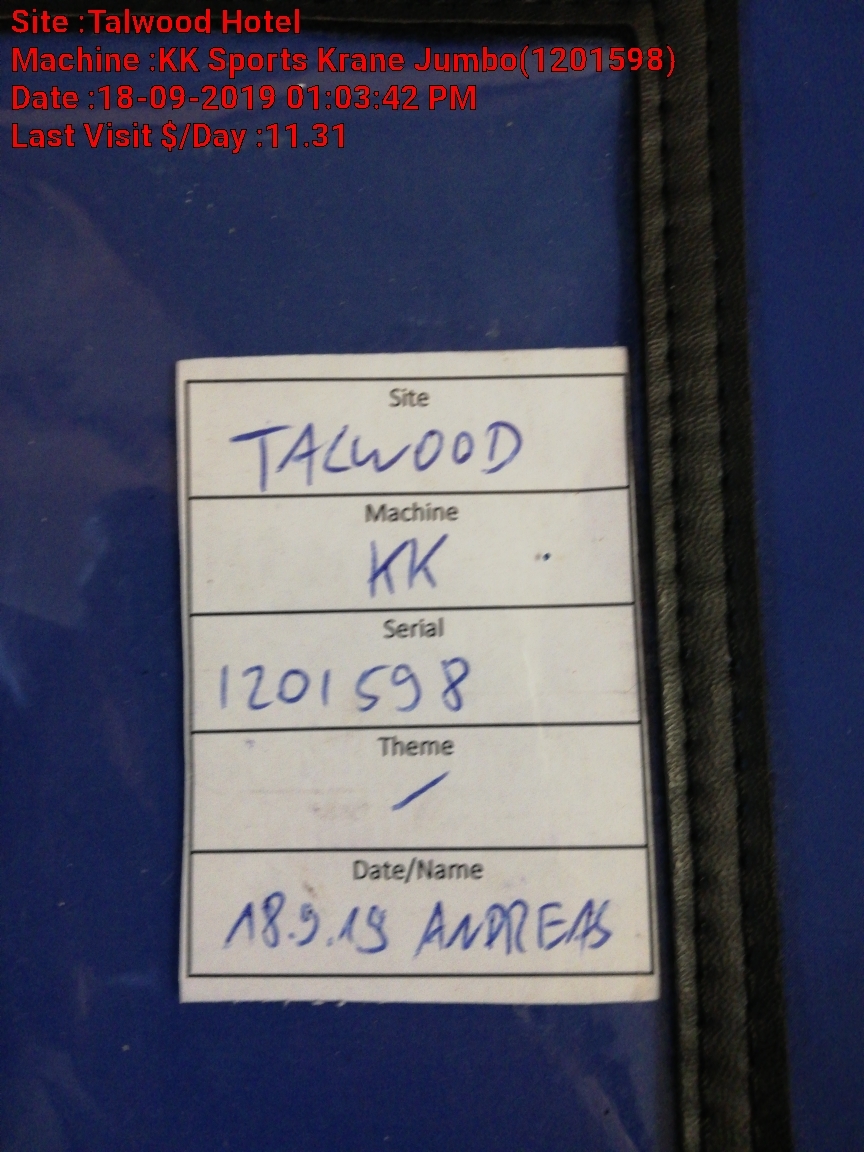 Site :Talwood Hotel
Machine :KK Sports Krane Jumbo(1201598)
Date :18-09-2019 01:03:42 PM
Last Visit $/Day :11.31
Site
TALWOOD
Machine
KK
Serial
1201598
Theme
/
Date/Name
18.9.19 ANDREAS